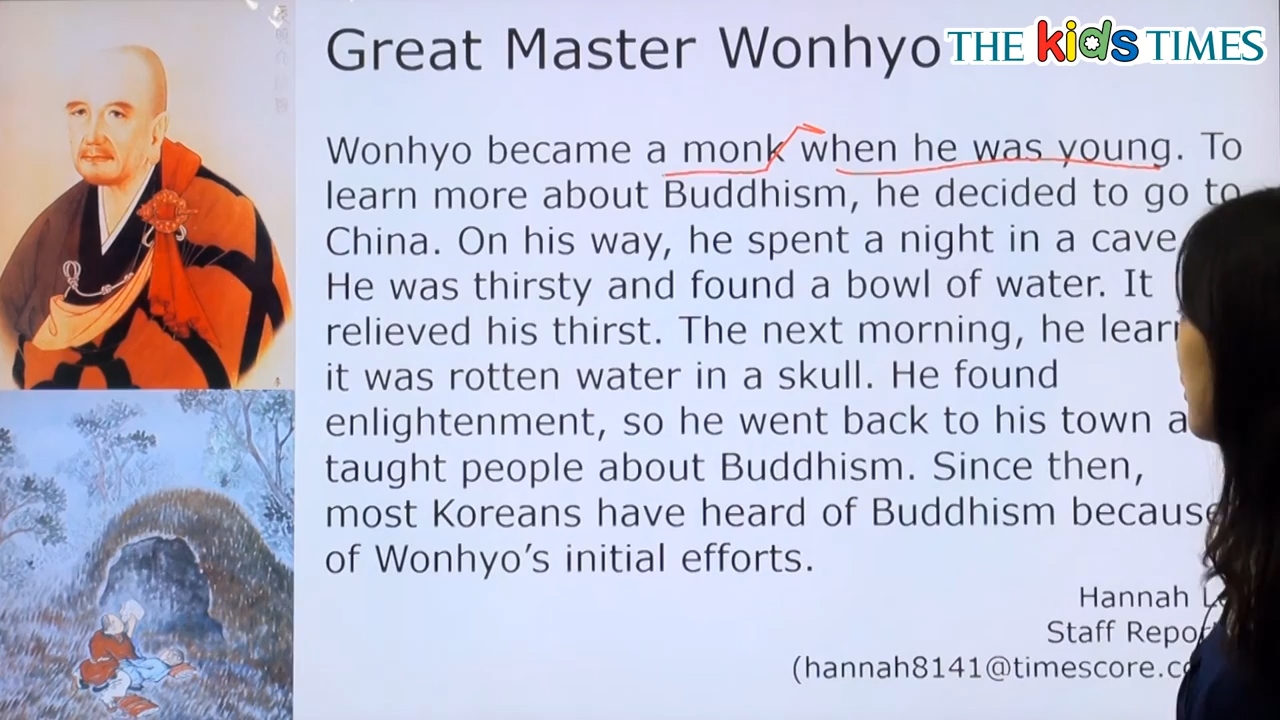 Great Master Wonhyo
THE kids TIMES
Wonhyo became a monk when he was young. To
learn more about Buddhism, he decided to go to
China. On his way, he spent a night in a cave
He was thirsty and found a bowl of water. It
relieved his thirst. The next morning, he
it was rotten water in a skull. He found
enlightenment, so he went back to his town
taught people about Buddhism. Since then,
most Koreans have heard of Buddhism because
of Wonhyo's initial efforts.
Hannah
Staff